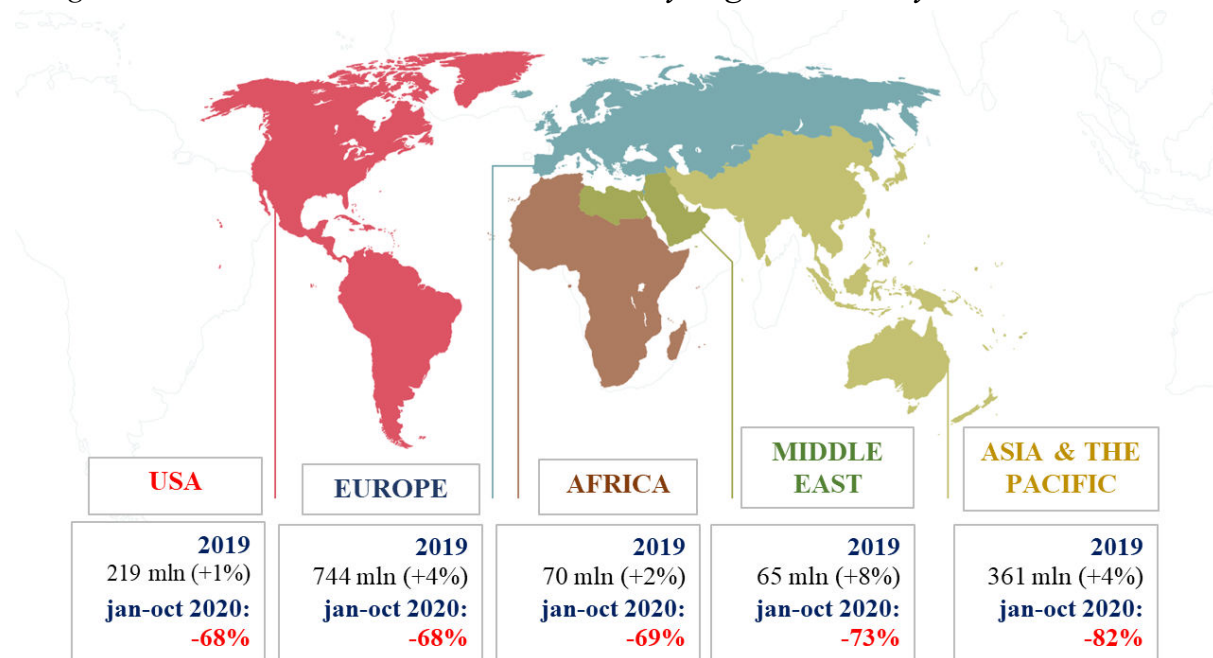 USA
EUROPE
AFRICA
MIDDLE
EAST
ASIA & THE
PACIFIC
2019
219 mln (+1%)
jan-oct 2020:
-68%
2019
744 mln (+4%)
jan-oct 2020:
-68%
2019
70 mln (+2%)
jan-oct 2020:
-69%
2019
65 mln (+8%)
jan-oct 2020:
-73%
2019
361 mln (+4%)
jan-oct 2020:
-82%